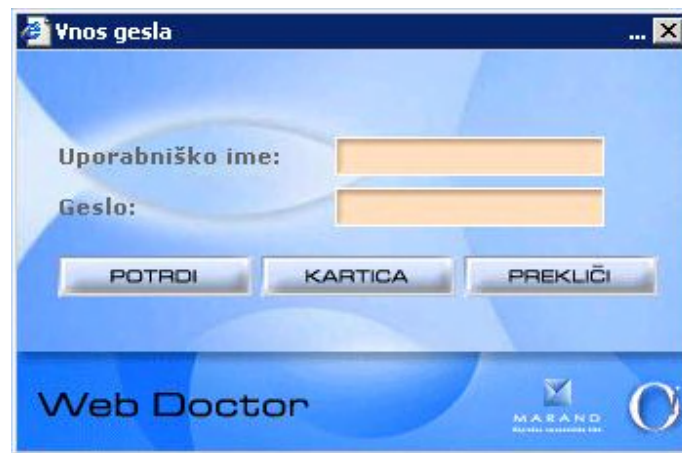 Vnos gesla ...
Uporabniško ime:
Geslo:
POTRDI KARTICA PREKLIČI
Web Doctor
MARAND